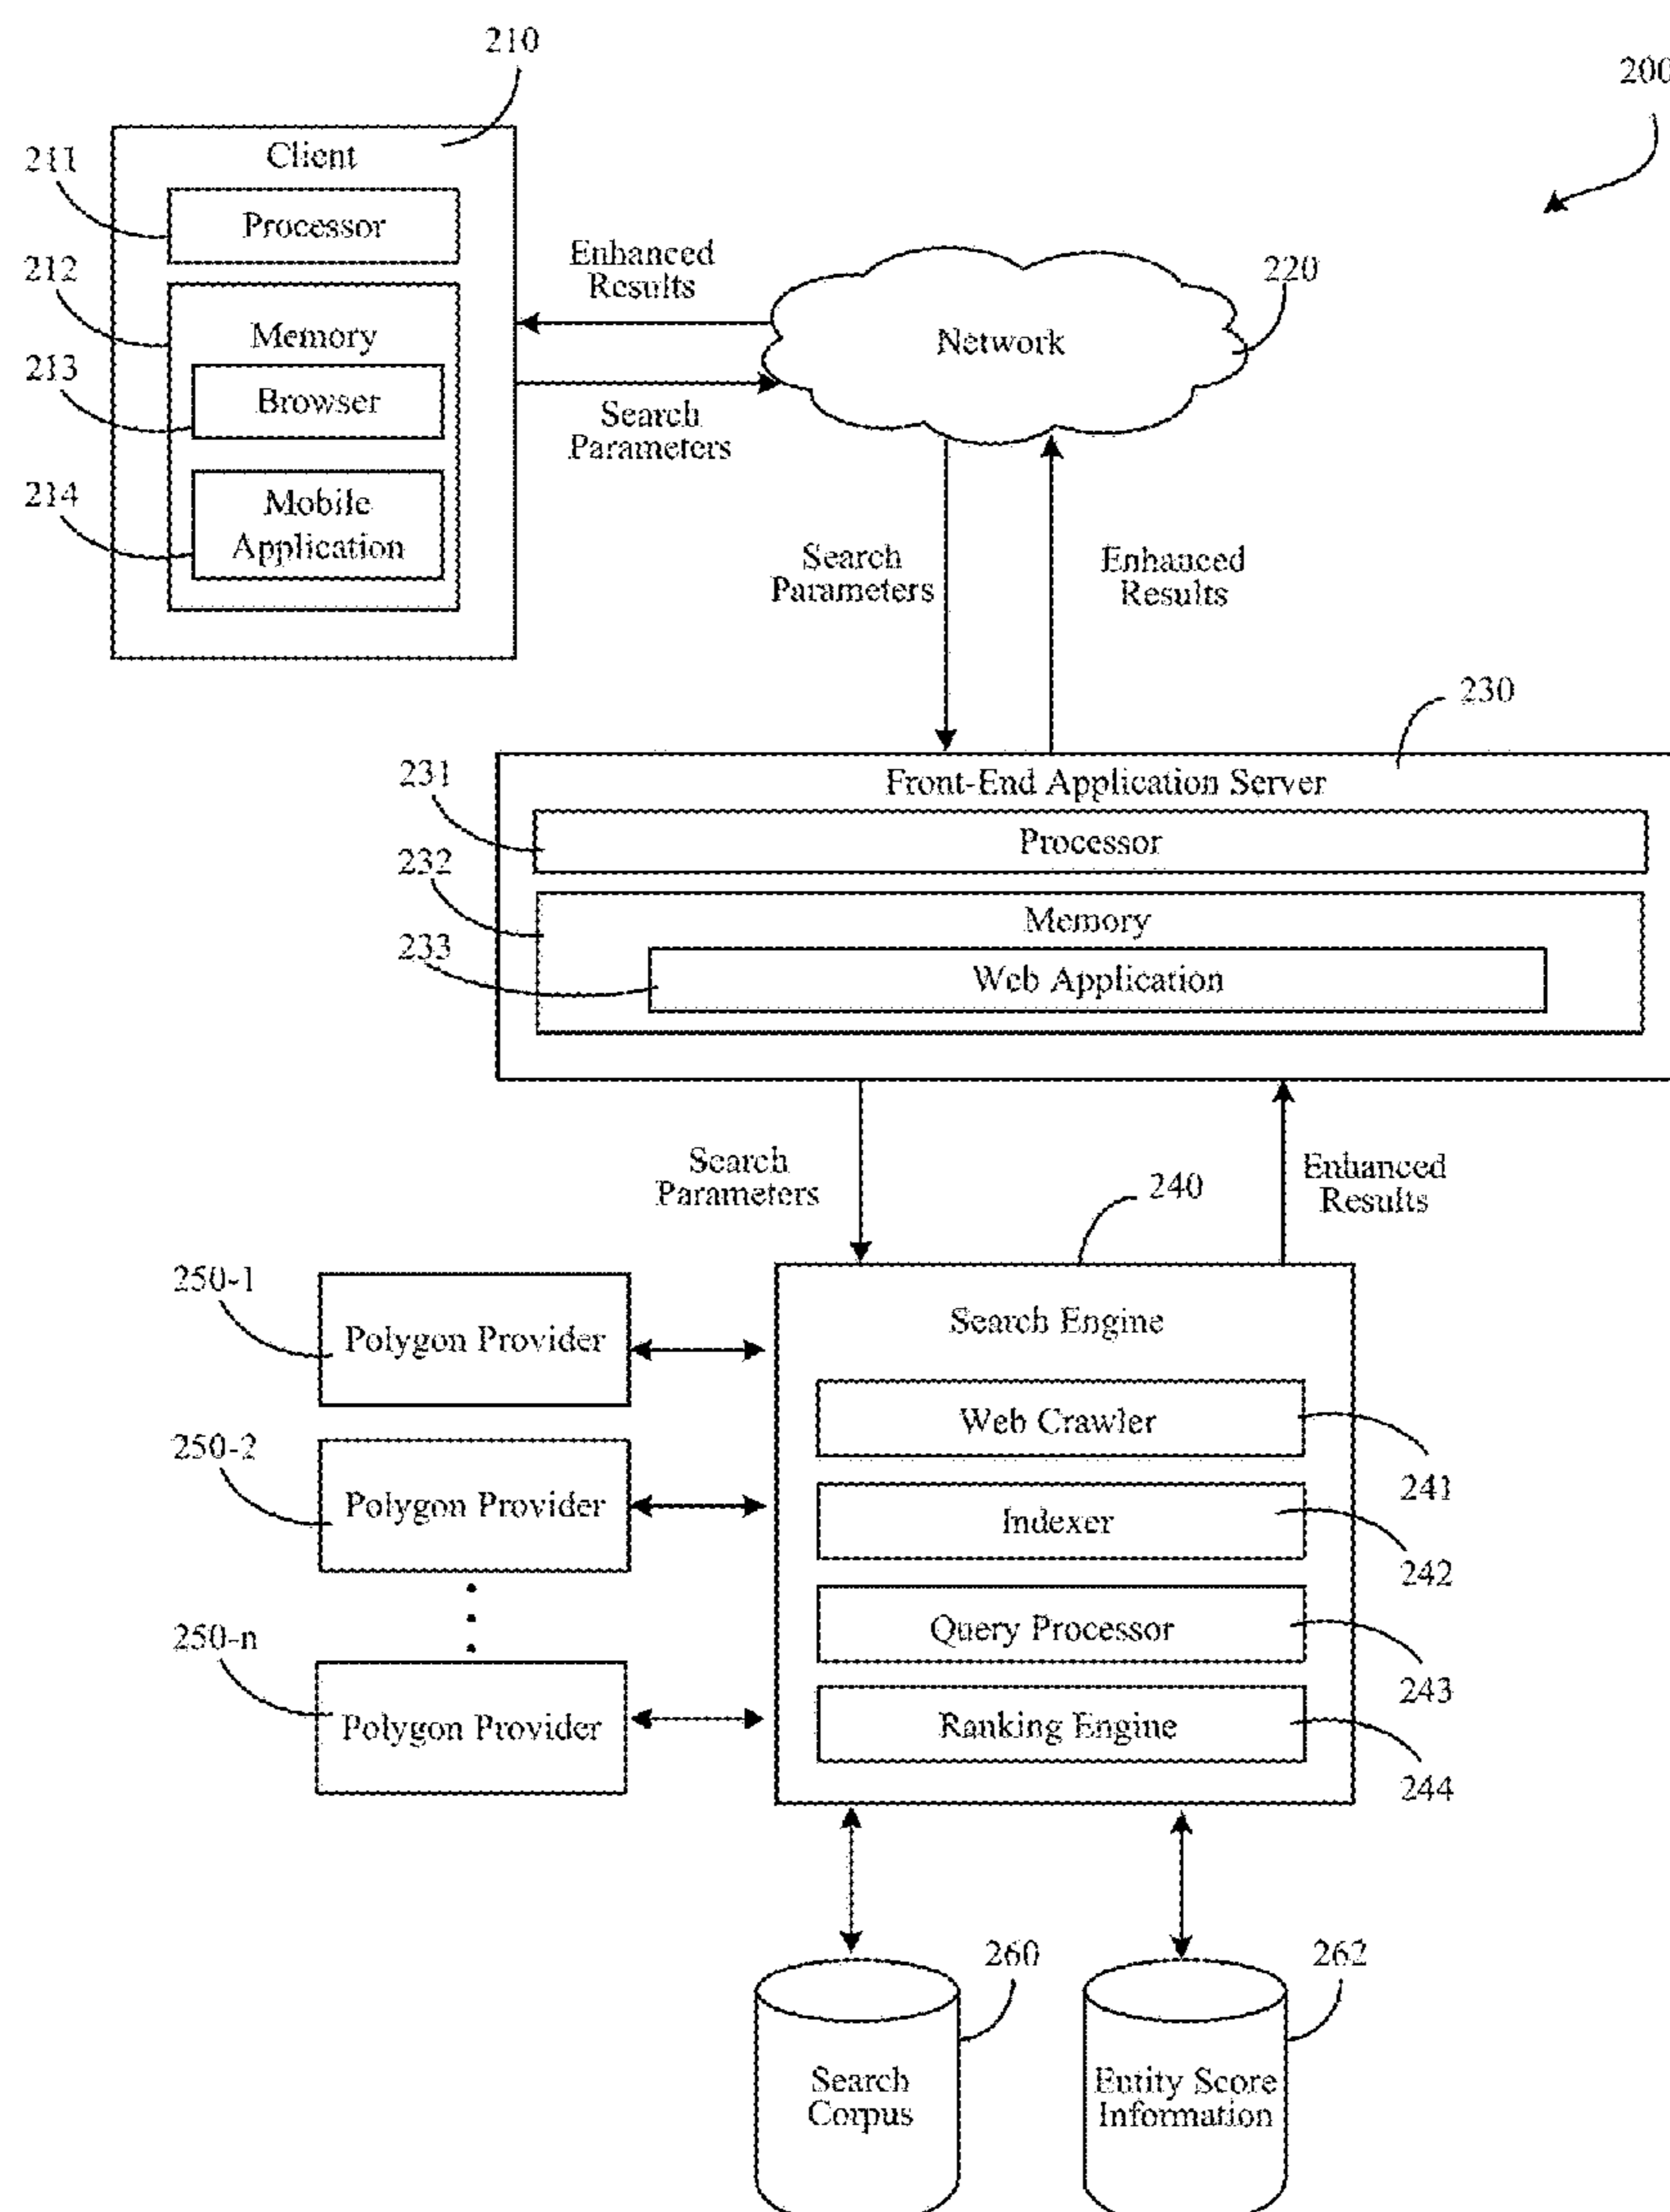 210
200
Client
211
Processor
212
Memory
213
Browser
214
Mobile
Application
Enhanced
Results
Search
Parameters
Network
220
Search
Parameters
Enhanced
Results
230
Front-End Application Server
231
Processor
232
Memory
233
Web Application
Search
Parameters
Enhanced
Results
240
Search Engine
250-1
Polygon Provider
Web Crawler
241
250-2
Polygon Provider
Indexer
242
Query Processor
243
250-n
Polygon Provider
Ranking Engine
244
260
262
Search
Corpus
Entity Score
Information